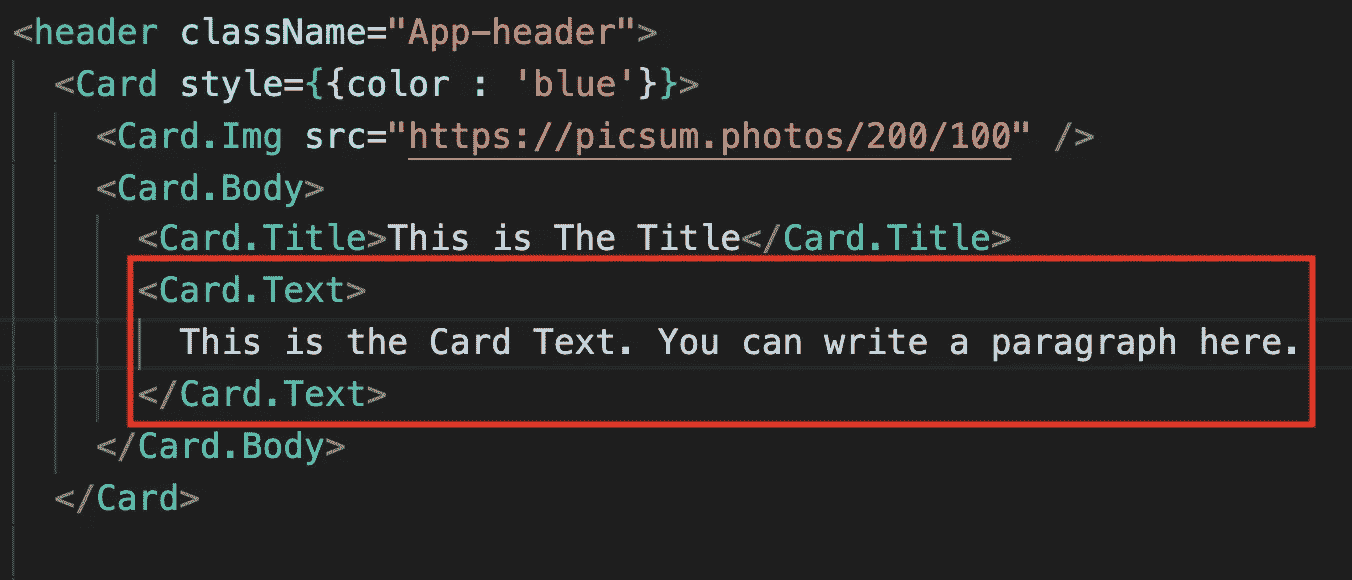 <header className="App-header">
<Card style={{color : 'blue'}}>
<Card.Img src="https://picsum.photos/200/100" />
<Card.Body>
<Card.Title>This is The Title</Card.Title>
<Card.Text>
This is the Card Text. You can write a paragraph here.
</Card.Text>
</Card.Body>
</Card>